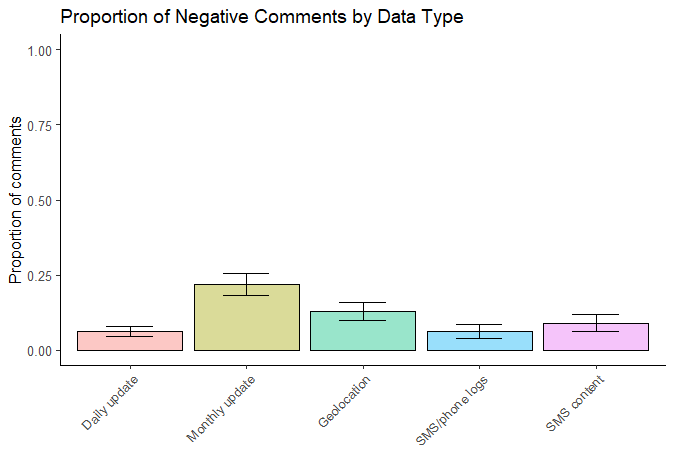 Proportion of Negative Comments by Data Type
Proportion of comments
1.00
0.75
0.50
0.25
0.00
Daily update
Monthly update
Geolocation
SMS/phone logs
SMS content